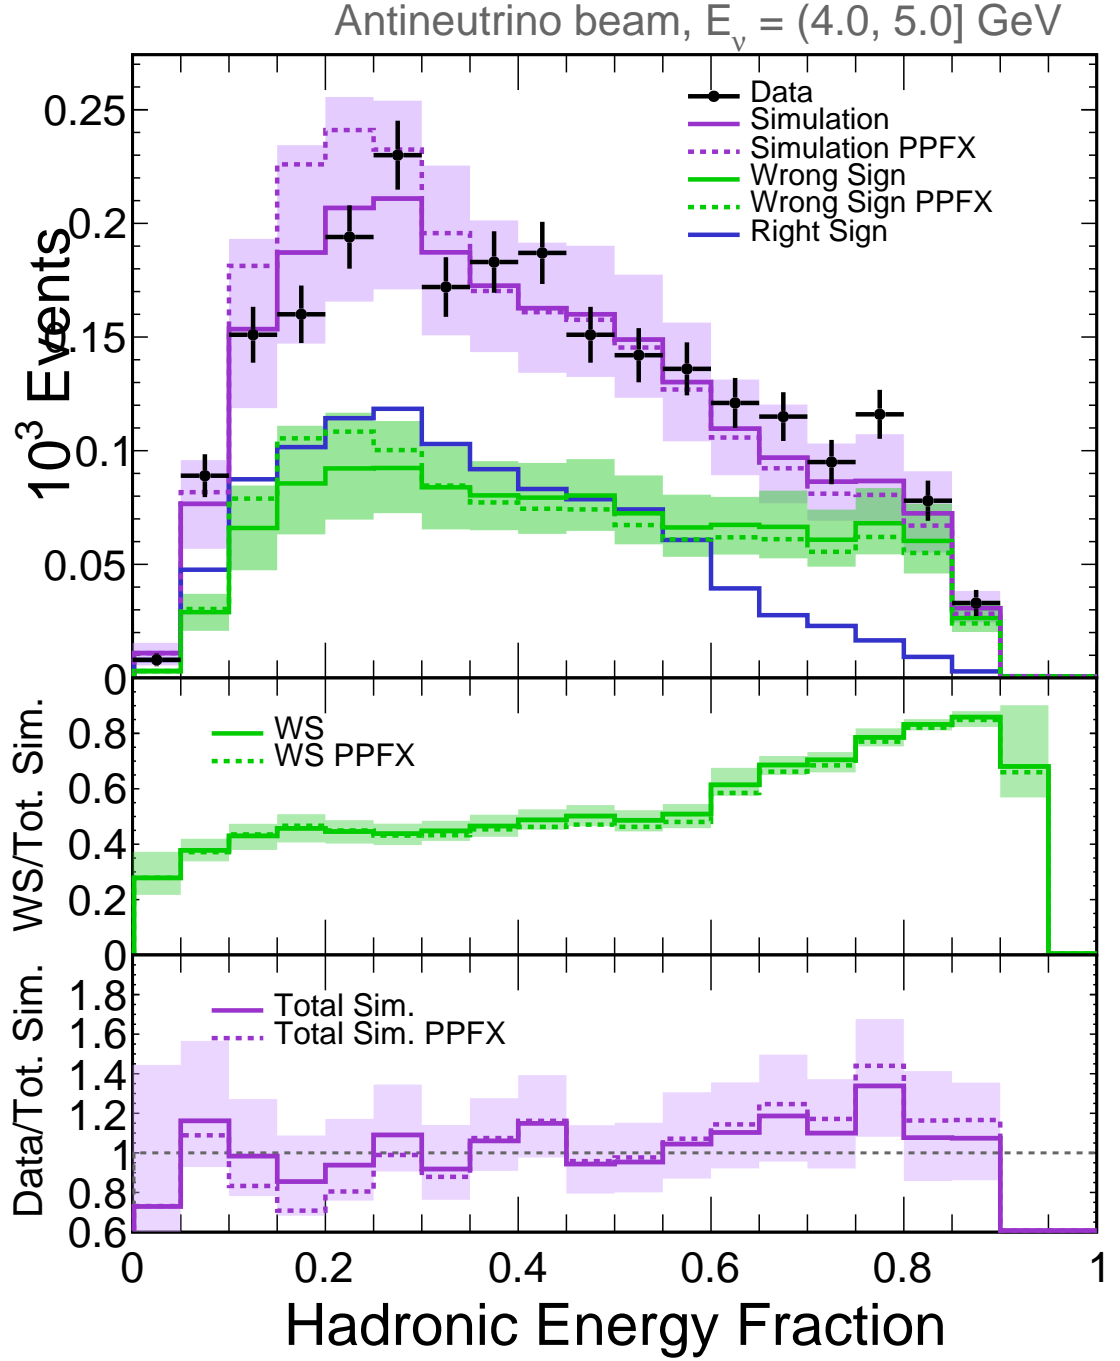 Antineutrino beam, Eν = (4.0, 5.0] GeV
Data
Simulation
Simulation PPFX
Wrong Sign
Wrong Sign PPFX
Right Sign
10³ Events
0.25
0.2
0.15
0.1
0.05
0
WS
WS PPFX
WS/Tot. Sim.
0.8
0.6
0.4
0.2
0
Total Sim.
Total Sim. PPFX
Data/Tot. Sim.
1.8
1.6
1.4
1.2
1
0.8
0.6
0 0.2 0.4 0.6 0.8 1
Hadronic Energy Fraction